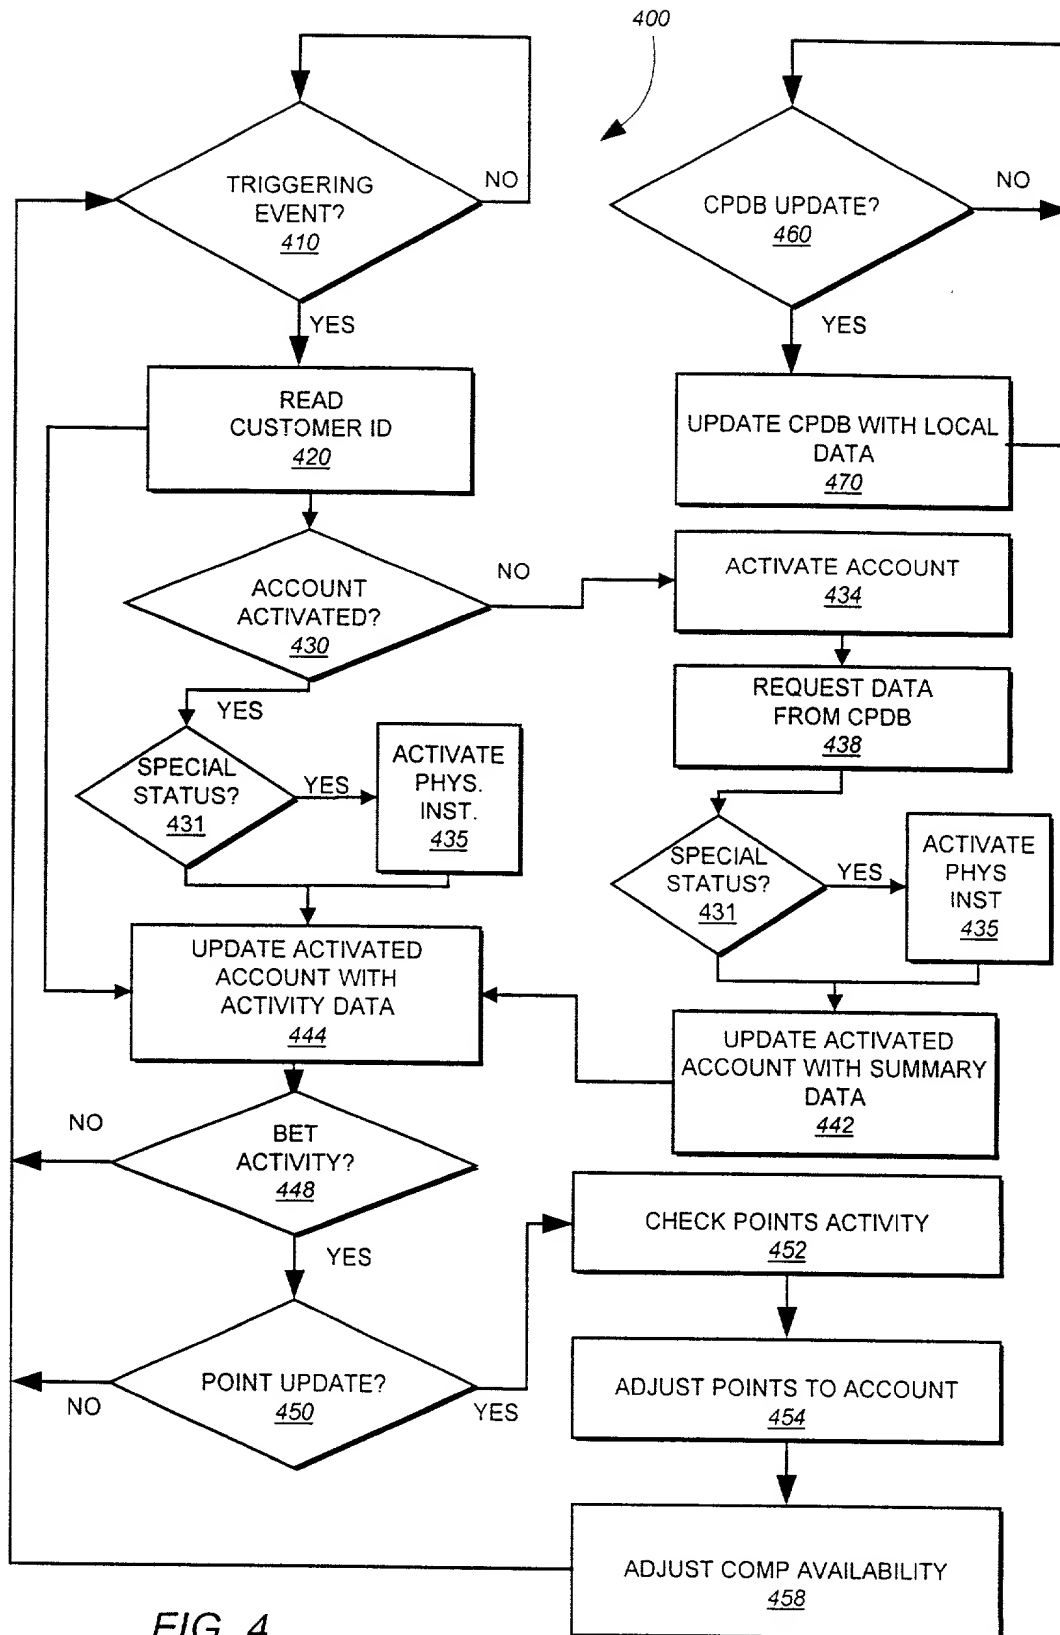 400
TRIGGERING
EVENT?
410
NO
YES
CPDB UPDATE?
460
NO
YES
READ
CUSTOMER ID
420
UPDATE CPDB WITH LOCAL
DATA
470
ACCOUNT
ACTIVATED?
430
NO
YES
ACTIVATE ACCOUNT
434
REQUEST DATA
FROM CPDB
438
SPECIAL
STATUS?
431
YES
ACTIVATE
PHYS.
INST.
435
SPECIAL
STATUS?
431
YES
ACTIVATE
PHYS
INST
435
UPDATE ACTIVATED
ACCOUNT WITH
ACTIVITY DATA
444
UPDATE ACTIVATED
ACCOUNT WITH SUMMARY
DATA
442
NO
BET
ACTIVITY?
448
YES
CHECK POINTS ACTIVITY
452
POINT UPDATE?
450
NO
YES
ADJUST POINTS TO ACCOUNT
454
ADJUST COMP AVAILABILITY
458
FIG. 4